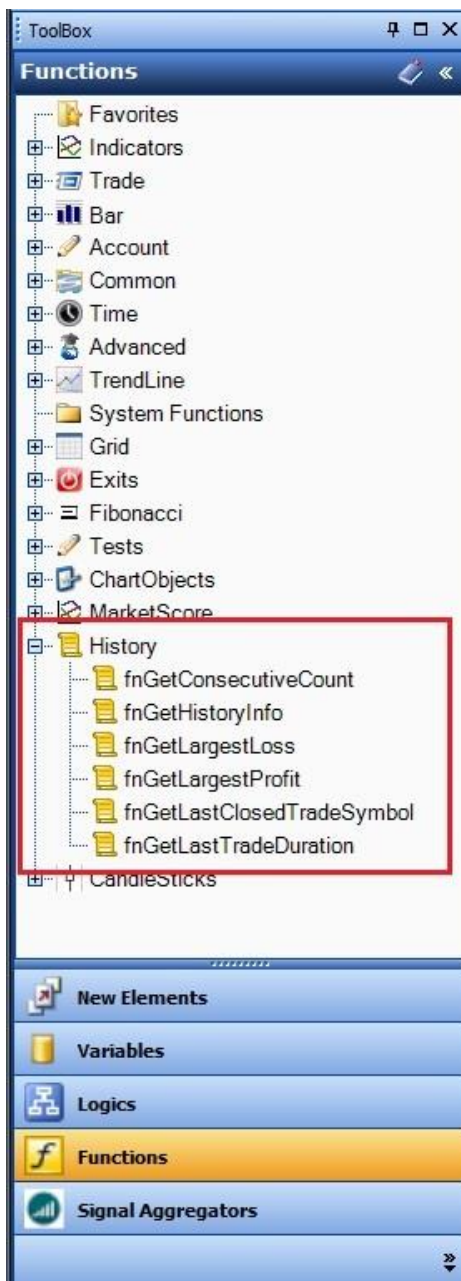 ToolBox
Functions
Favorites
Indicators
Trade
Bar
Account
Common
Time
Advanced
TrendLine
System Functions
Grid
Exits
Fibonacci
Tests
ChartObjects
MarketScore
History
fnGetConsecutiveCount
fnGetHistoryInfo
fnGetLargestLoss
fnGetLargestProfit
fnGetLastClosedTradeSymbol
fnGetLastTradeDuration
CandleSticks
New Elements
Variables
Logics
Functions
Signal Aggregators